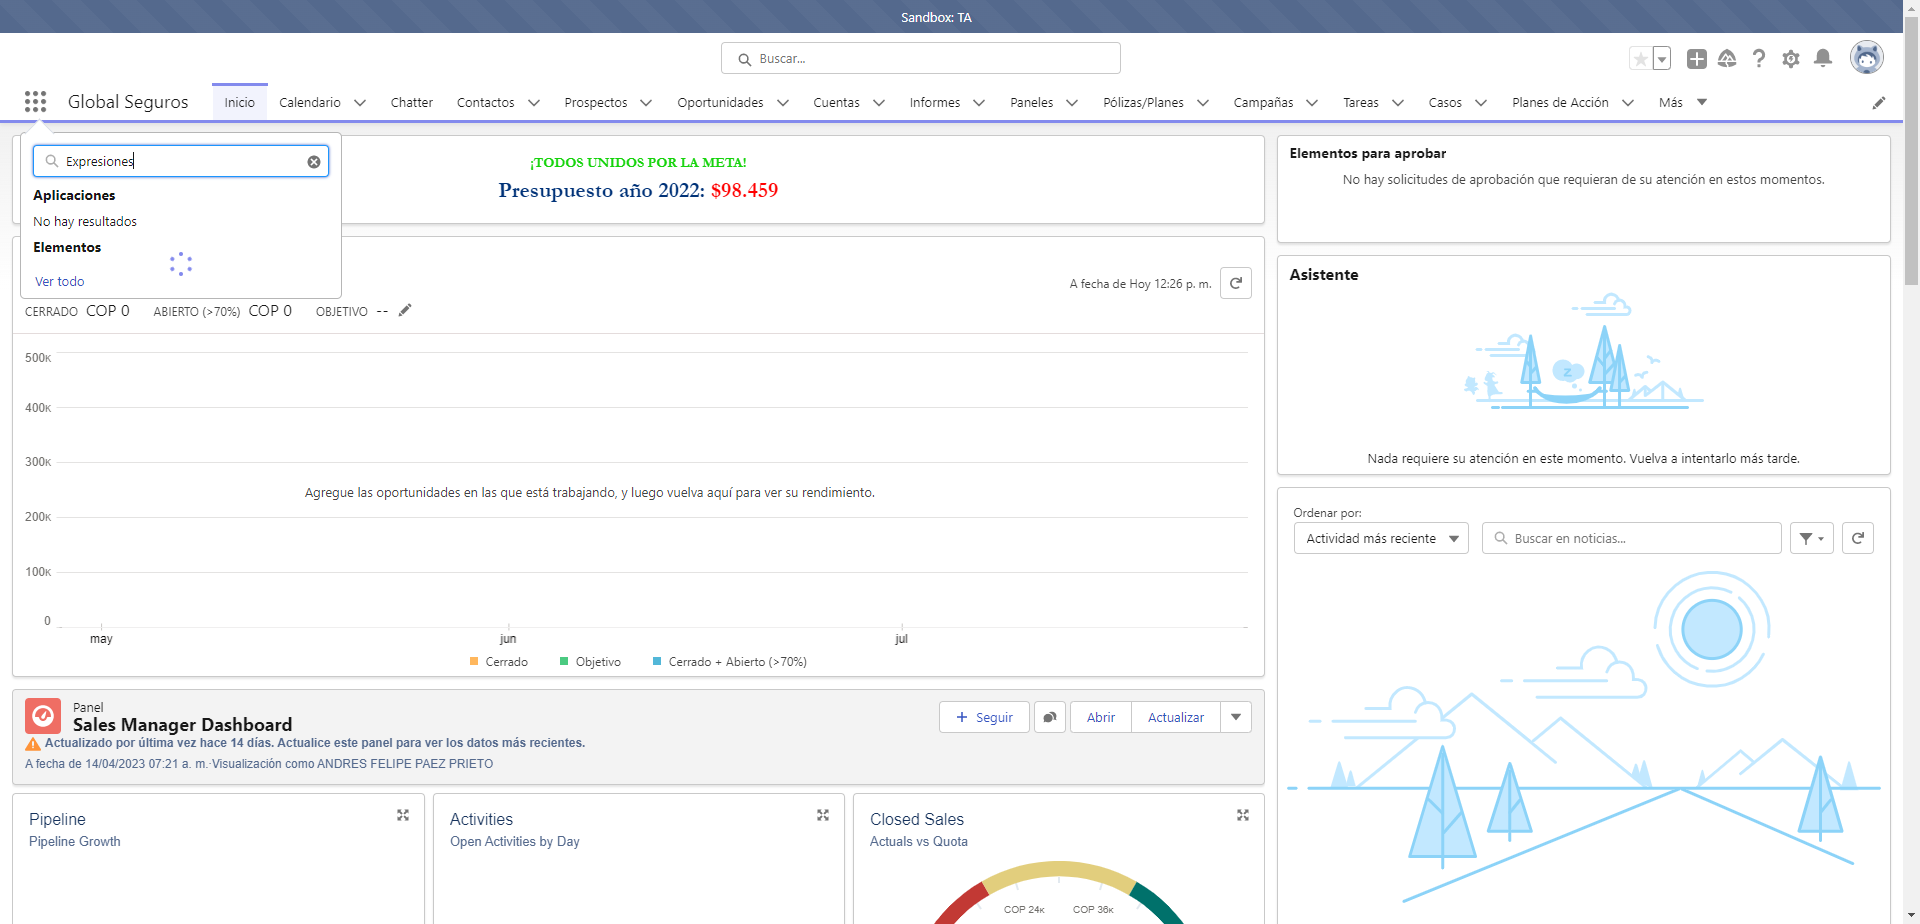 Sandbox: TA
Buscar...
Global Seguros
Inicio
Calendario
Chatter
Contactos
Prospectos
Oportunidades
Cuentas
Informes
Paneles
Pólizas/Planes
Campañas
Tareas
Casos
Planes de Acción
Más
Expresiones
Aplicaciones
No hay resultados
Elementos
Ver todo
¡TODOS UNIDOS POR LA META!
Presupuesto año 2022: $98.459
A fecha de Hoy 12:26 p. m.
CERRADO COP 0 ABIERTO (>70%) COP 0 OBJETIVO --
500K
400K
300K
200K
100K
0
Agregue las oportunidades en las que está trabajando, y luego vuelva aquí para ver su rendimiento.
may
jun
jul
Cerrado
Objetivo
Cerrado + Abierto (>70%)
Panel
Sales Manager Dashboard
Actualizado por última vez hace 14 días. Actualice este panel para ver los datos más recientes.
A fecha de 14/04/2023 07:21 a. m.·Visualización como ANDRES FELIPE PAEZ PRIETO
Seguir
Abrir
Actualizar
Pipeline
Pipeline Growth
Activities
Open Activities by Day
Closed Sales
Actuals vs Quota
COP 24K
COP 36K
Elementos para aprobar
No hay solicitudes de aprobación que requieran de su atención en estos momentos.
Asistente
z
Nada requiere su atención en este momento. Vuelva a intentarlo más tarde.
Ordenar por:
Actividad más reciente
Buscar en noticias...